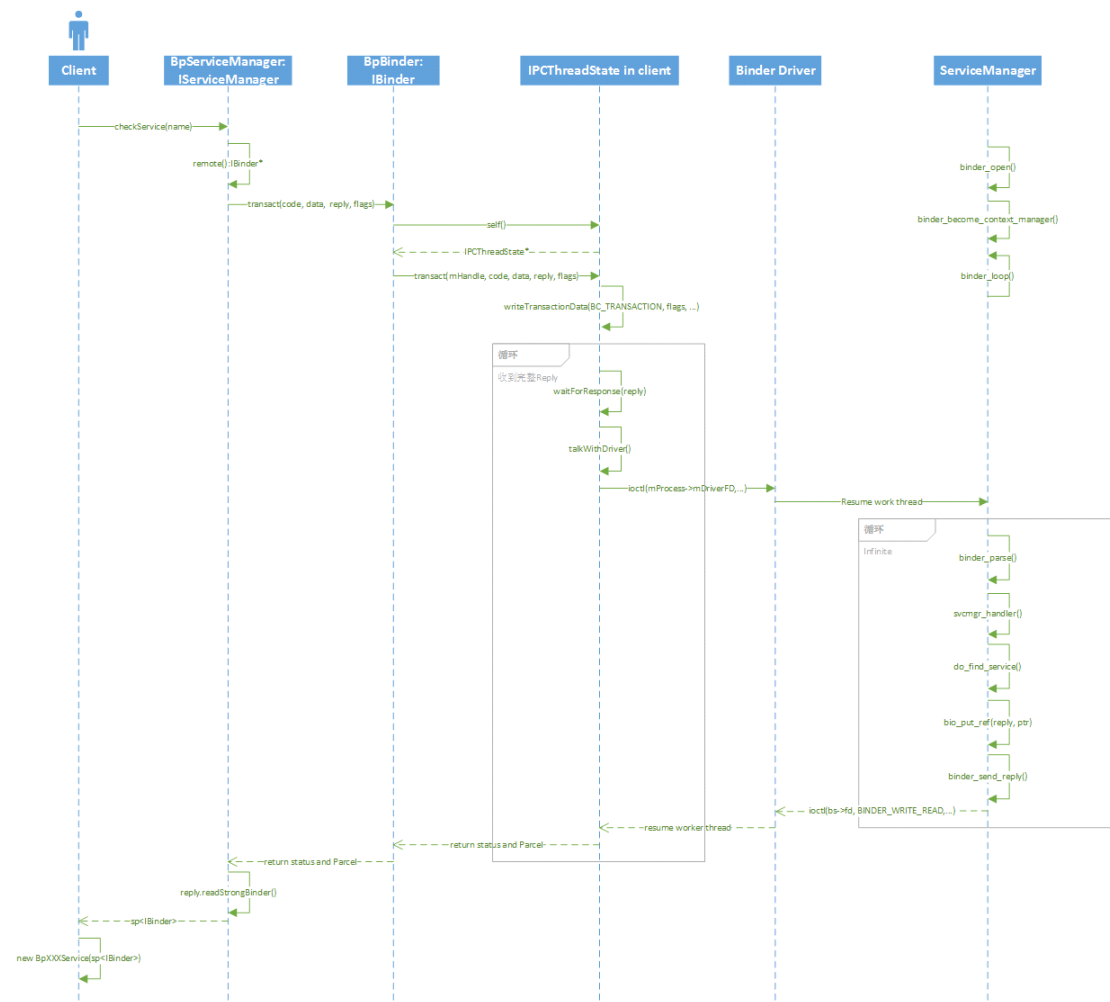 Client
BpServiceManager:
IServiceManager
BpBinder:
IBinder
IPCThreadState in client
Binder Driver
ServiceManager
checkService(name)
remote():IBinder*
binder_open()
transact(code, data, reply, flags)
binder_become_context_manager()
self()
IPCThreadState*
transact(mHandle, code, data, reply, flags)
binder_loop()
writeTransactionData(BC_TRANSACTION, flags, ...)
循环
收到完整Reply
waitForResponse(reply)
talkWithDriver()
ioctl(mProcess->mDriverFD,...)
Resume work thread
循环
Infinite
binder_parse()
svcmgr_handler()
do_find_service()
bio_put_ref(reply, ptr)
binder_send_reply()
ioctl(bs->fd, BINDER_WRITE_READ,...)
resume worker thread
return status and Parcel
return status and Parcel
reply.readStrongBinder()
sp<IBinder>
new BpXXXService(sp<IBinder>)